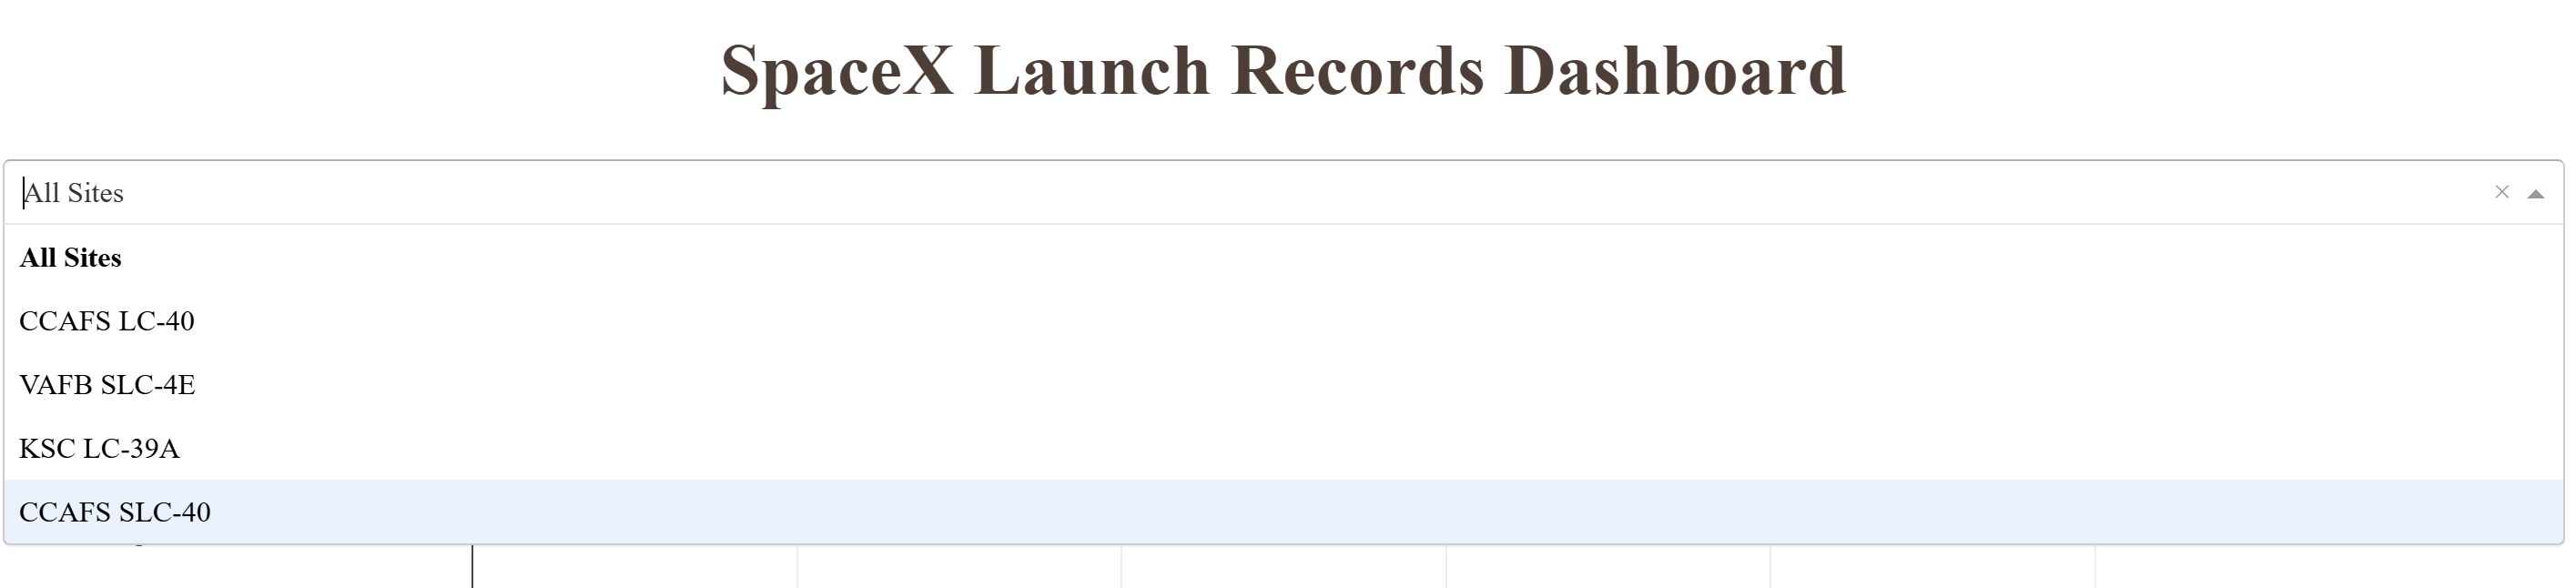 SpaceX Launch Records Dashboard
All Sites
All Sites
CCAFS LC-40
VAFB SLC-4E
KSC LC-39A
CCAFS SLC-40